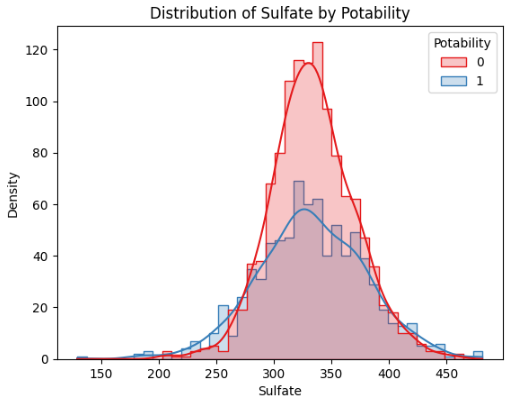 Distribution of Sulfate by Potability
Potability
0
1
Density
120
100
80
60
40
20
0
150 200 250 300 350 400 450
Sulfate